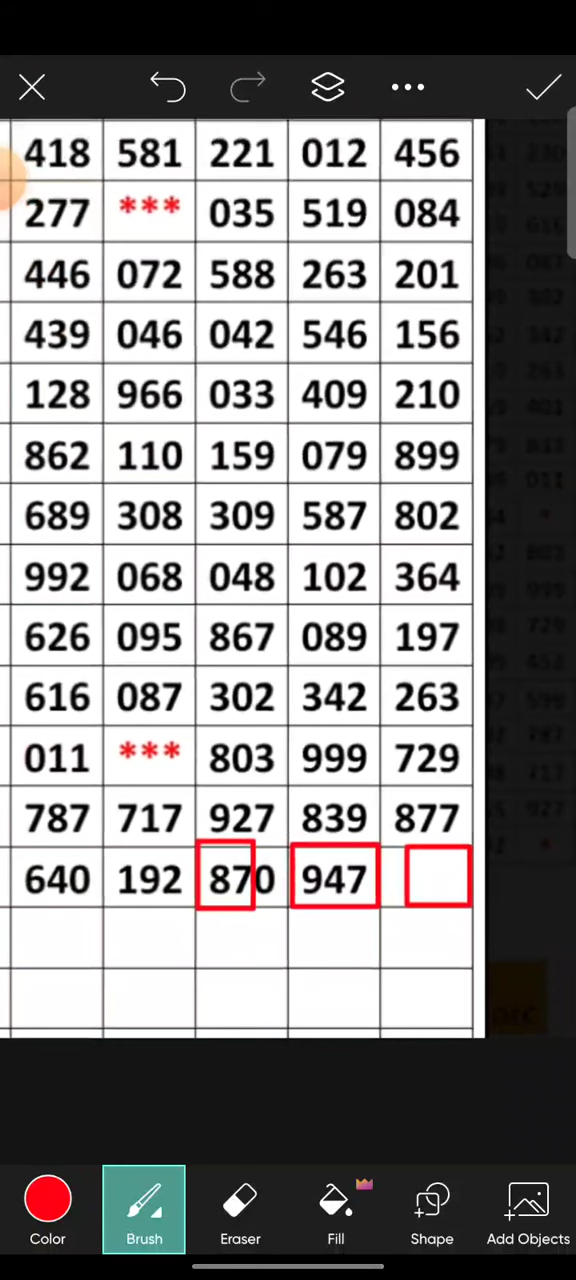 418 581 221 012 456
277 *** 035 519 084
446 072 588 263 201
439 046 042 546 156
128 966 033 409 210
862 110 159 079 899
689 308 309 587 802
992 068 048 102 364
626 095 867 089 197
616 087 302 342 263
011 *** 803 999 729
787 717 927 839 877
640 192 870 947
Color Brush Eraser Fill Shape Add Objects